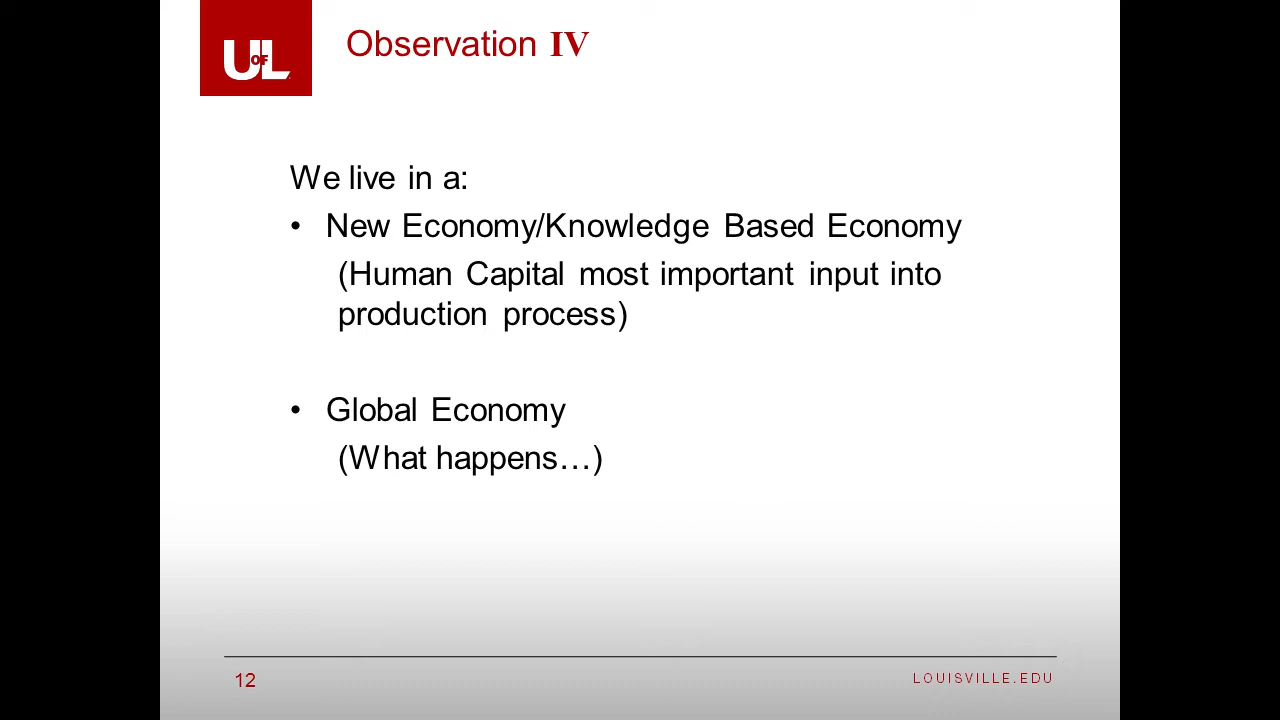 UOFL
Observation IV
We live in a:
• New Economy/Knowledge Based Economy
(Human Capital most important input into
production process)
• Global Economy
(What happens…)
12
LOUISVILLE.EDU